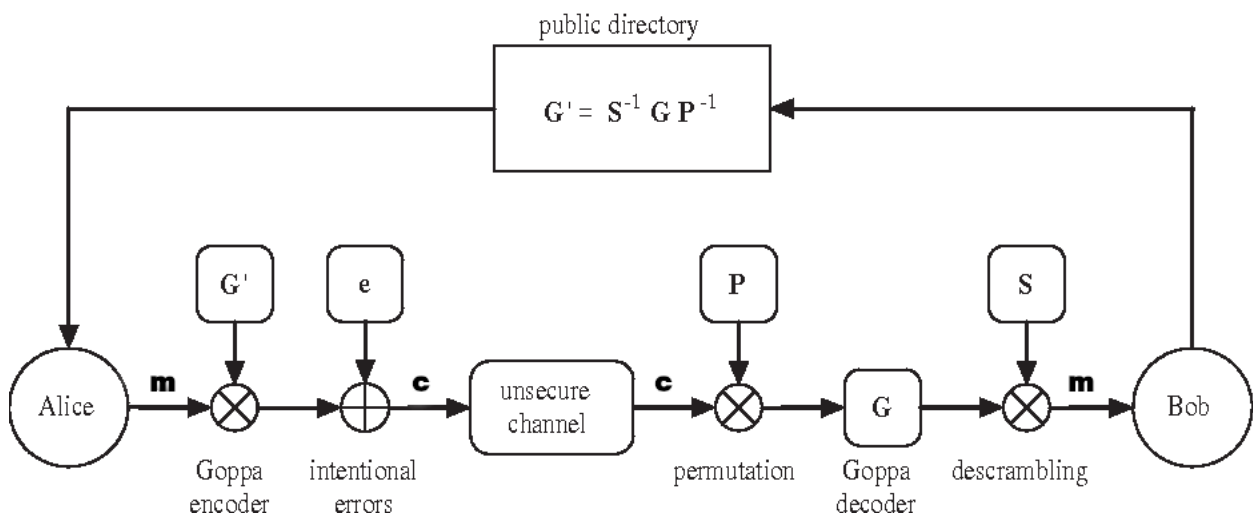 public directory
G' = S⁻¹ G P⁻¹
G'
e
P
S
Alice
m
c
unsecure
channel
c
G
m
Bob
Goppa
encoder
intentional
errors
permutation
Goppa
decoder
descrambling